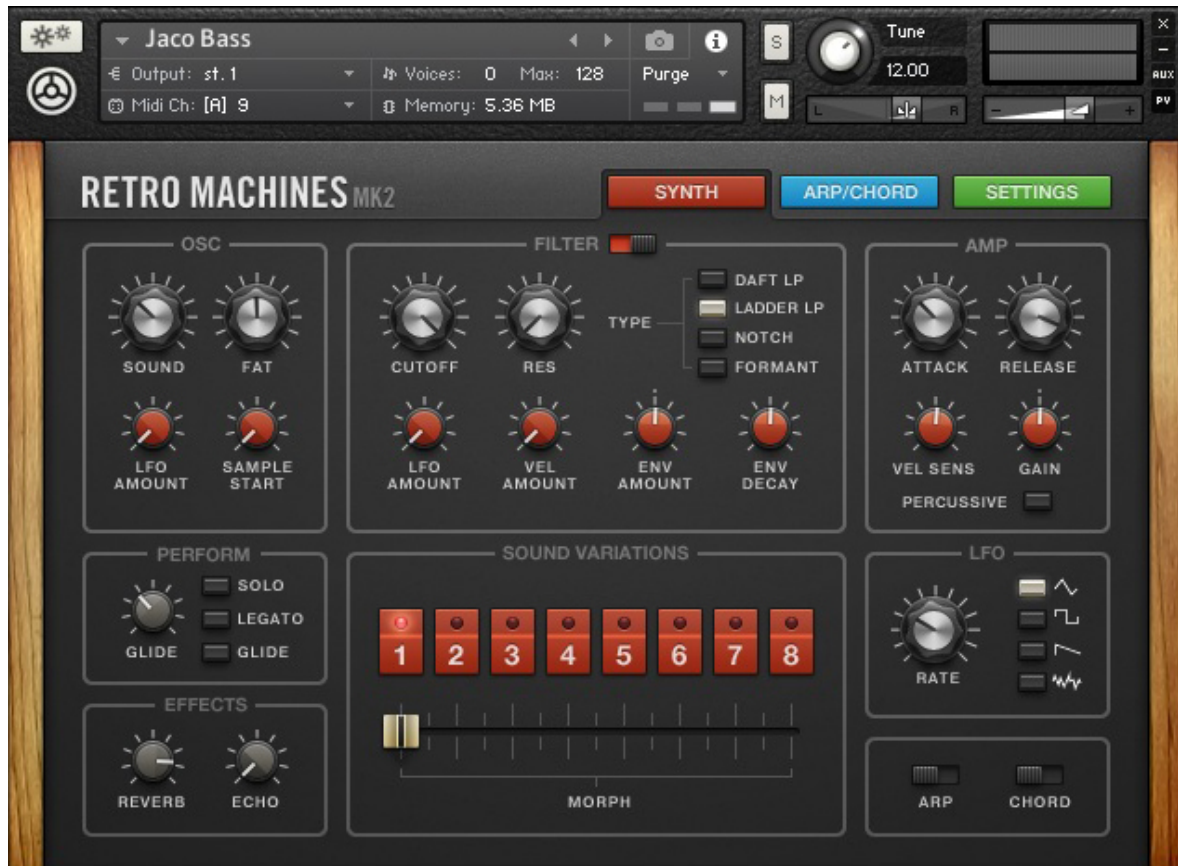 Jaco Bass
Output: st. 1
Voices: 0 Max: 128
Purge
Midi Ch: [A] 9
Memory: 5.36 MB
S
M
Tune
12.00
L R
- +
X
AUX
PV
RETRO MACHINES MK2
SYNTH
ARP/CHORD
SETTINGS
OSC
SOUND
FAT
LFO AMOUNT
SAMPLE START
FILTER
CUTOFF
RES
TYPE
DAFT LP
LADDER LP
NOTCH
FORMANT
LFO AMOUNT
VEL AMOUNT
ENV AMOUNT
ENV DECAY
AMP
ATTACK
RELEASE
VEL SENS
GAIN
PERCUSSIVE
PERFORM
GLIDE
SOLO
LEGATO
GLIDE
SOUND VARIATIONS
1 2 3 4 5 6 7 8
MORPH
LFO
RATE
EFFECTS
REVERB
ECHO
ARP
CHORD